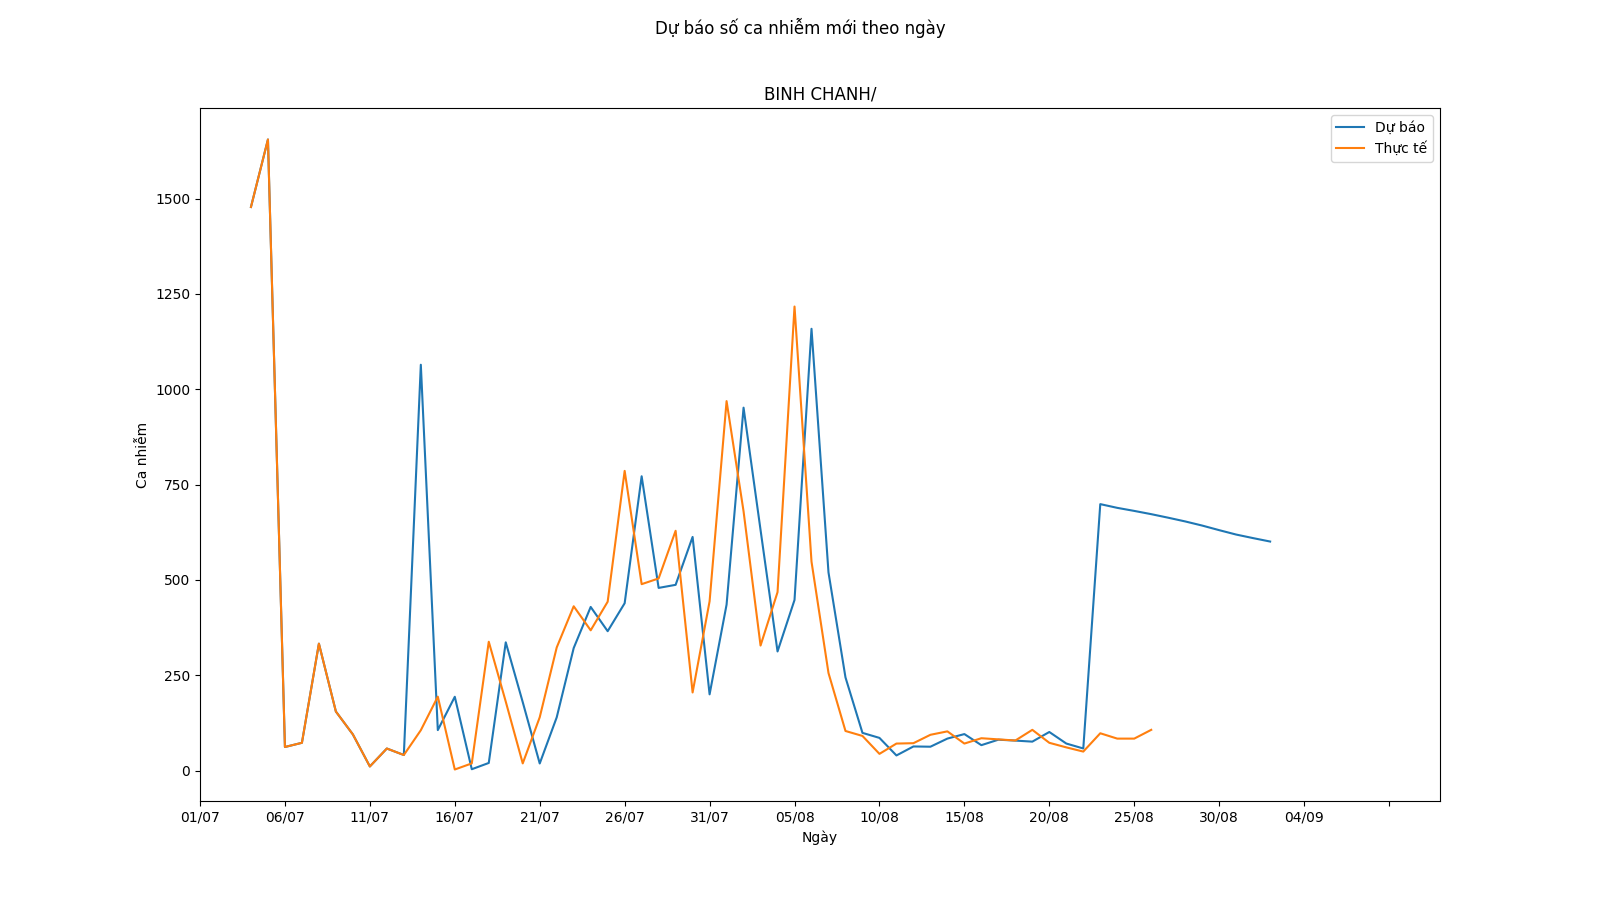 Dự báo số ca nhiễm mới theo ngày
BINH CHANH/
Dự báo
Thực tế
Ca nhiễm
1500
1250
1000
750
500
250
0
01/07 06/07 11/07 16/07 21/07 26/07 31/07 05/08 10/08 15/08 20/08 25/08 30/08 04/09
Ngày